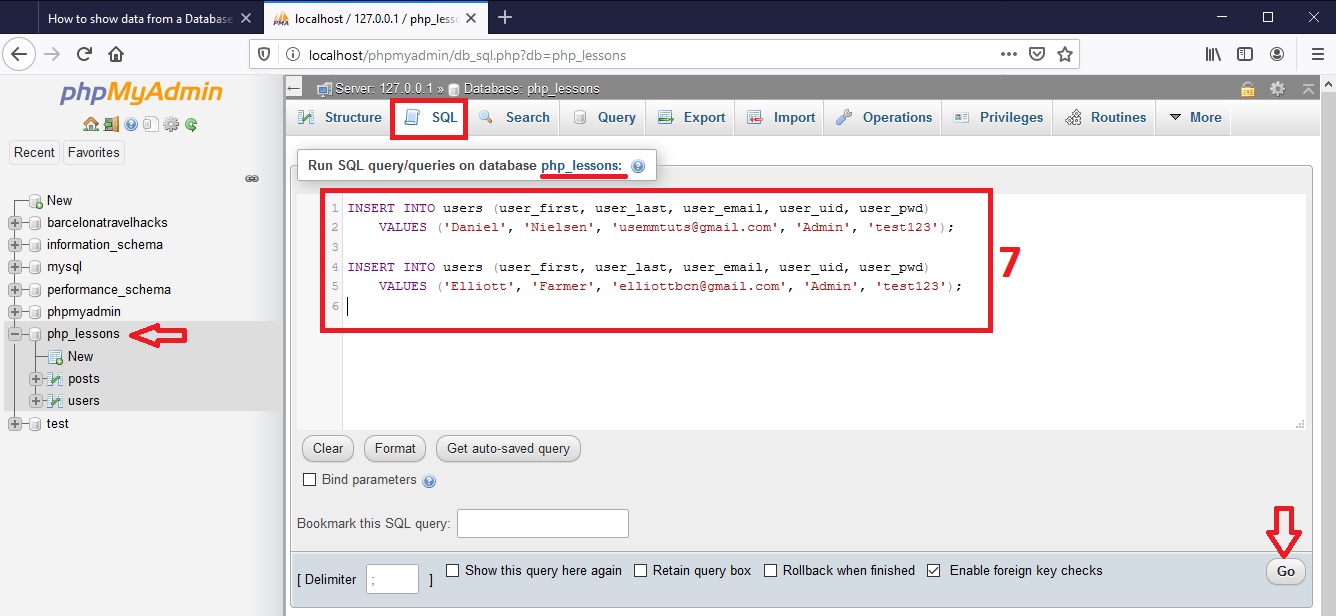 How to show data from a Database
localhost / 127.0.0.1 / php_less
localhost/phpmyadmin/db_sql.php?db=php_lessons
phpMyAdmin
Recent
Favorites
New
barcelonatravelhacks
information_schema
mysql
performance_schema
phpmyadmin
php_lessons
New
posts
users
test
Server: 127.0.0.1 » Database: php_lessons
Structure
SQL
Search
Query
Export
Import
Operations
Privileges
Routines
More
Run SQL query/queries on database php_lessons:
1 INSERT INTO users (user_first, user_last, user_email, user_uid, user_pwd)
2 VALUES ('Daniel', 'Nielsen', 'usemmtuts@gmail.com', 'Admin', 'test123');
3
4 INSERT INTO users (user_first, user_last, user_email, user_uid, user_pwd)
5 VALUES ('Elliott', 'Farmer', 'elliottbcn@gmail.com', 'Admin', 'test123');
6
7
Clear
Format
Get auto-saved query
Bind parameters
Bookmark this SQL query:
[ Delimiter ; ]
Show this query here again
Retain query box
Rollback when finished
Enable foreign key checks
Go